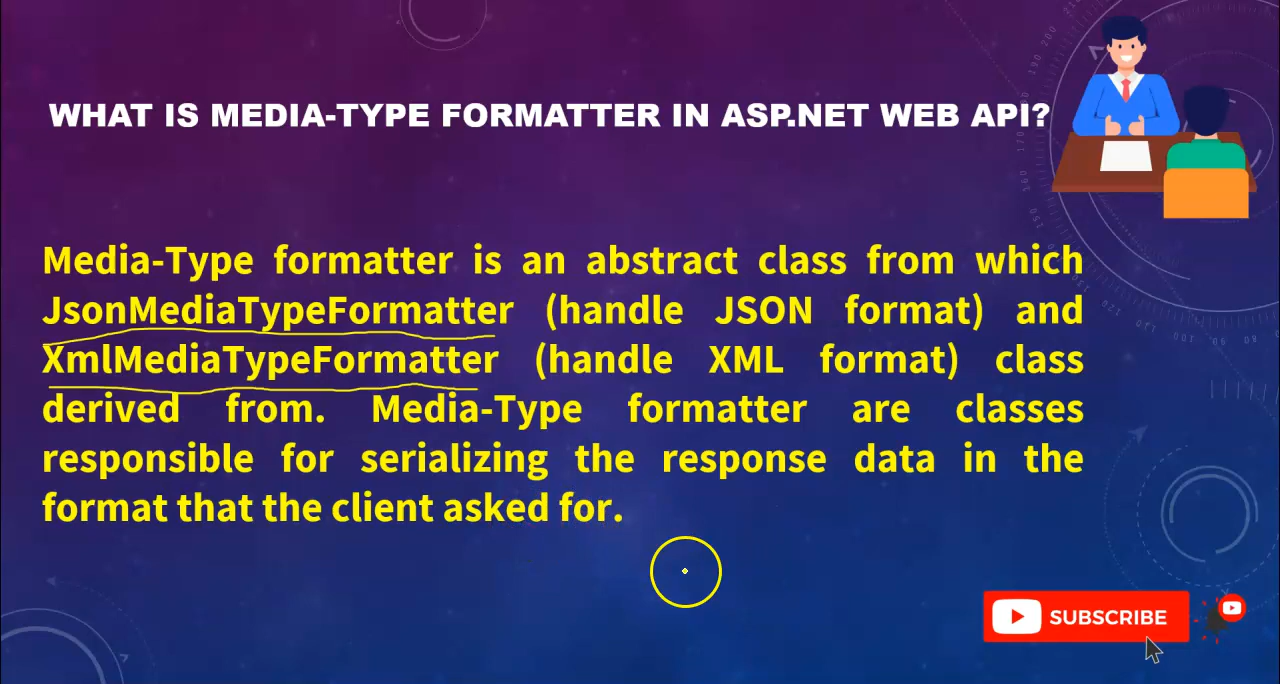 WHAT IS MEDIA-TYPE FORMATTER IN ASP.NET WEB API?
Media-Type formatter is an abstract class from which
JsonMediaTypeFormatter (handle JSON format) and
XmlMediaTypeFormatter (handle XML format) class
derived from. Media-Type formatter are classes
responsible for serializing the response data in the
format that the client asked for.
SUBSCRIBE